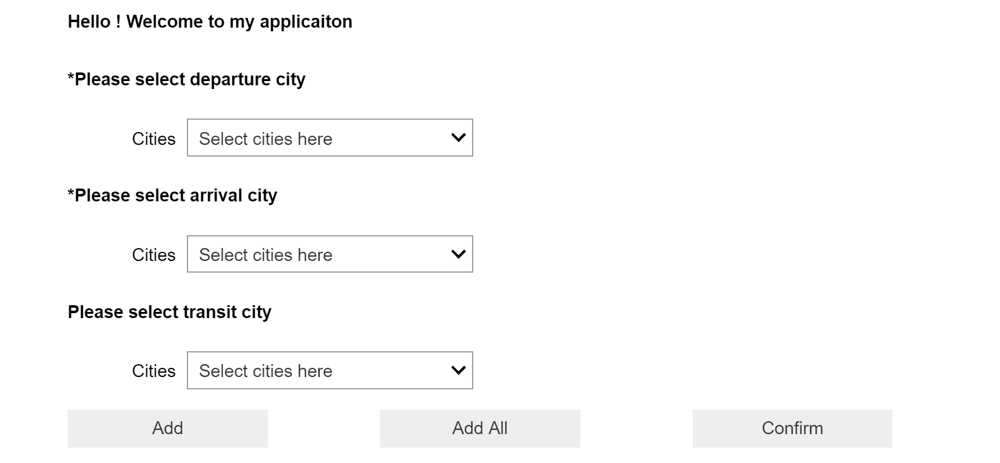 Hello ! Welcome to my applicaiton
*Please select departure city
Cities Select cities here
*Please select arrival city
Cities Select cities here
Please select transit city
Cities Select cities here
Add Add All Confirm